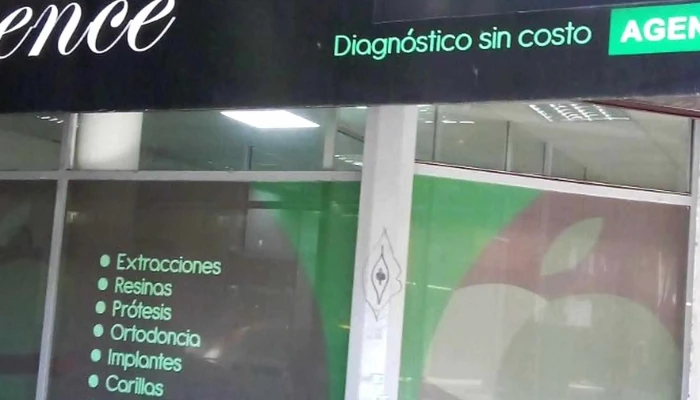 ence
Diagnóstico sin costo
AGEN
Extracciones
Resinas
Prótesis
Ortodoncia
Implantes
Carillas